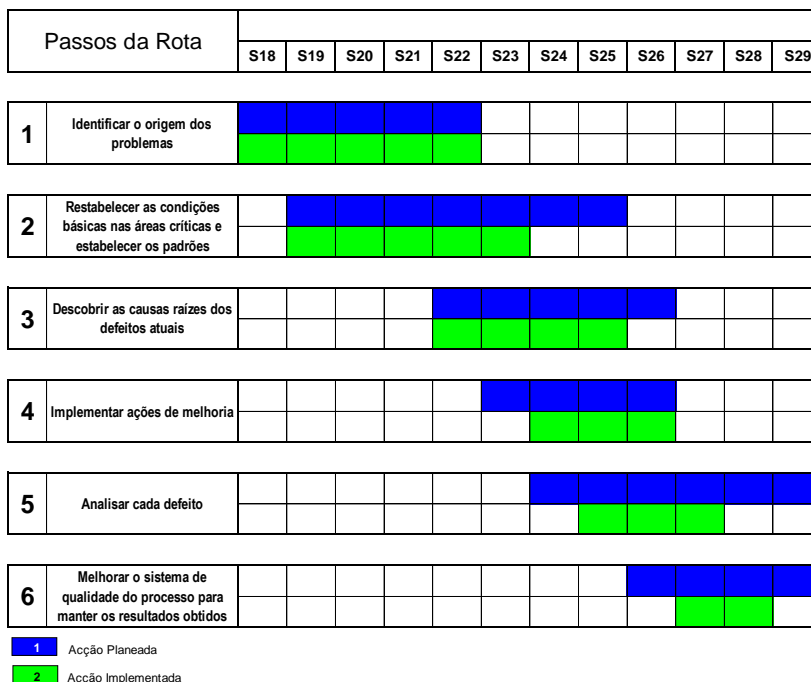 Passos da Rota
S18 S19 S20 S21 S22 S23 S24 S25 S26 S27 S28 S29
1
Identificar o origem dos
problemas
2
Restabelecer as condições
básicas nas áreas críticas e
estabelecer os padrões
3
Descobrir as causas raízes dos
defeitos atuais
4
Implementar ações de melhoria
5
Analisar cada defeito
6
Melhorar o sistema de
qualidade do processo para
manter os resultados obtidos
1 Acção Planeada
2 Acção Implementada